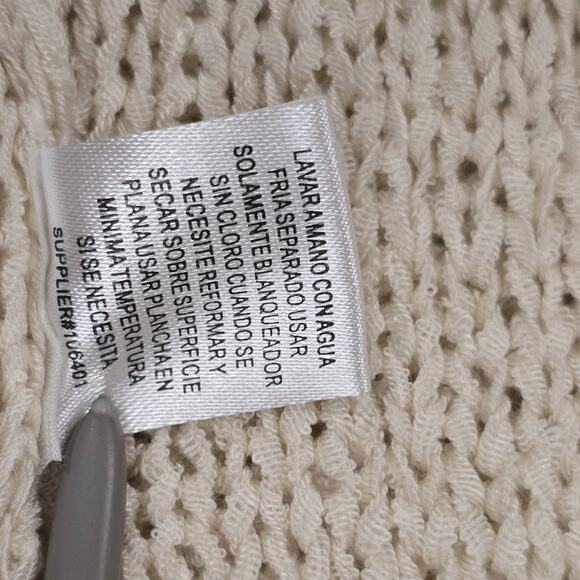 LAVAR A MANO CON AGUA
FRIA SEPARADO USAR
SOLAMENTE BLANQUEADOR
SIN CLORO CUANDO SE
NECESITE REFORMAR Y
SECAR SOBRE SUPERFICIE
PLANA USAR PLANCHA EN
MINIMA TEMPERATURA
SI SE NECESITA
SUPPLIER#106401